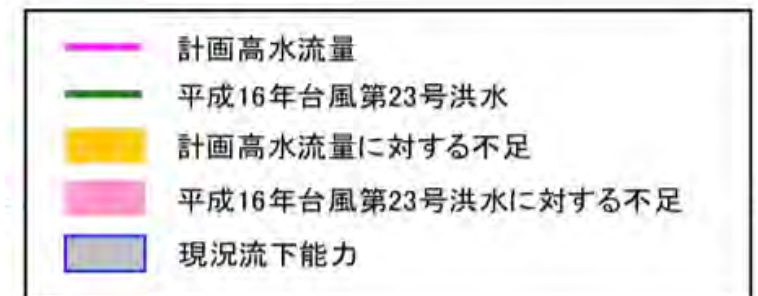 計画高水流量
平成16年台風第23号洪水
計画高水流量に対する不足
平成16年台風第23号洪水に対する不足
現況流下能力